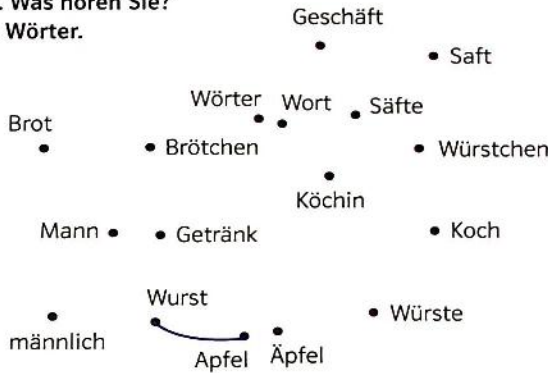 . Was hören Sie?
Wörter.
Geschäft
Saft
Wörter Wort Säfte
Brot
Brötchen
Würstchen
Köchin
Mann
Getränk
Koch
Wurst
Würste
männlich
Apfel Äpfel